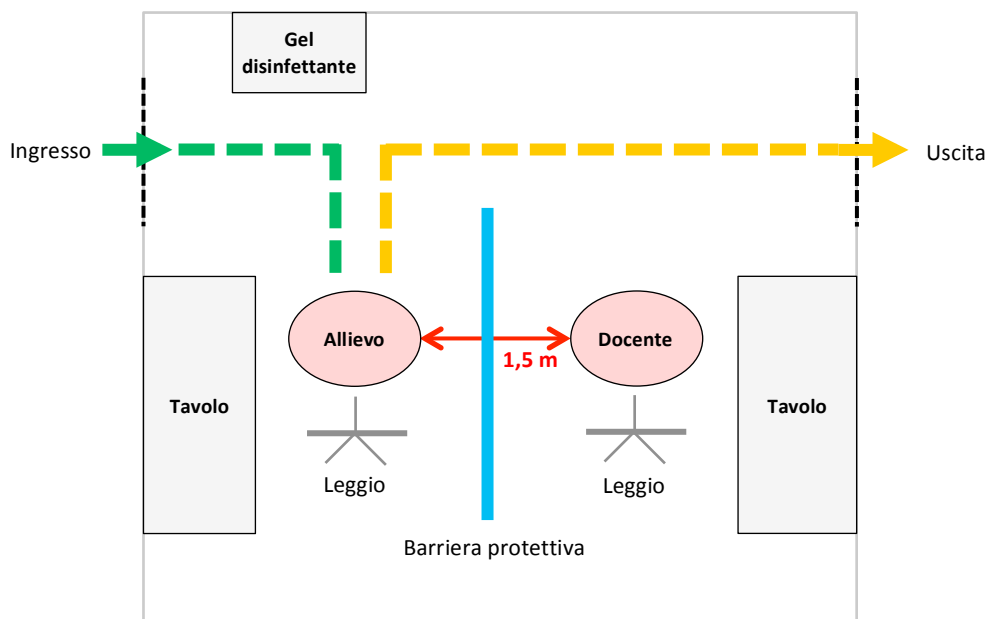 Gel
disinfettante
Ingresso
Uscita
Allievo
Docente
1,5 m
Tavolo
Tavolo
Leggio
Leggio
Barriera protettiva